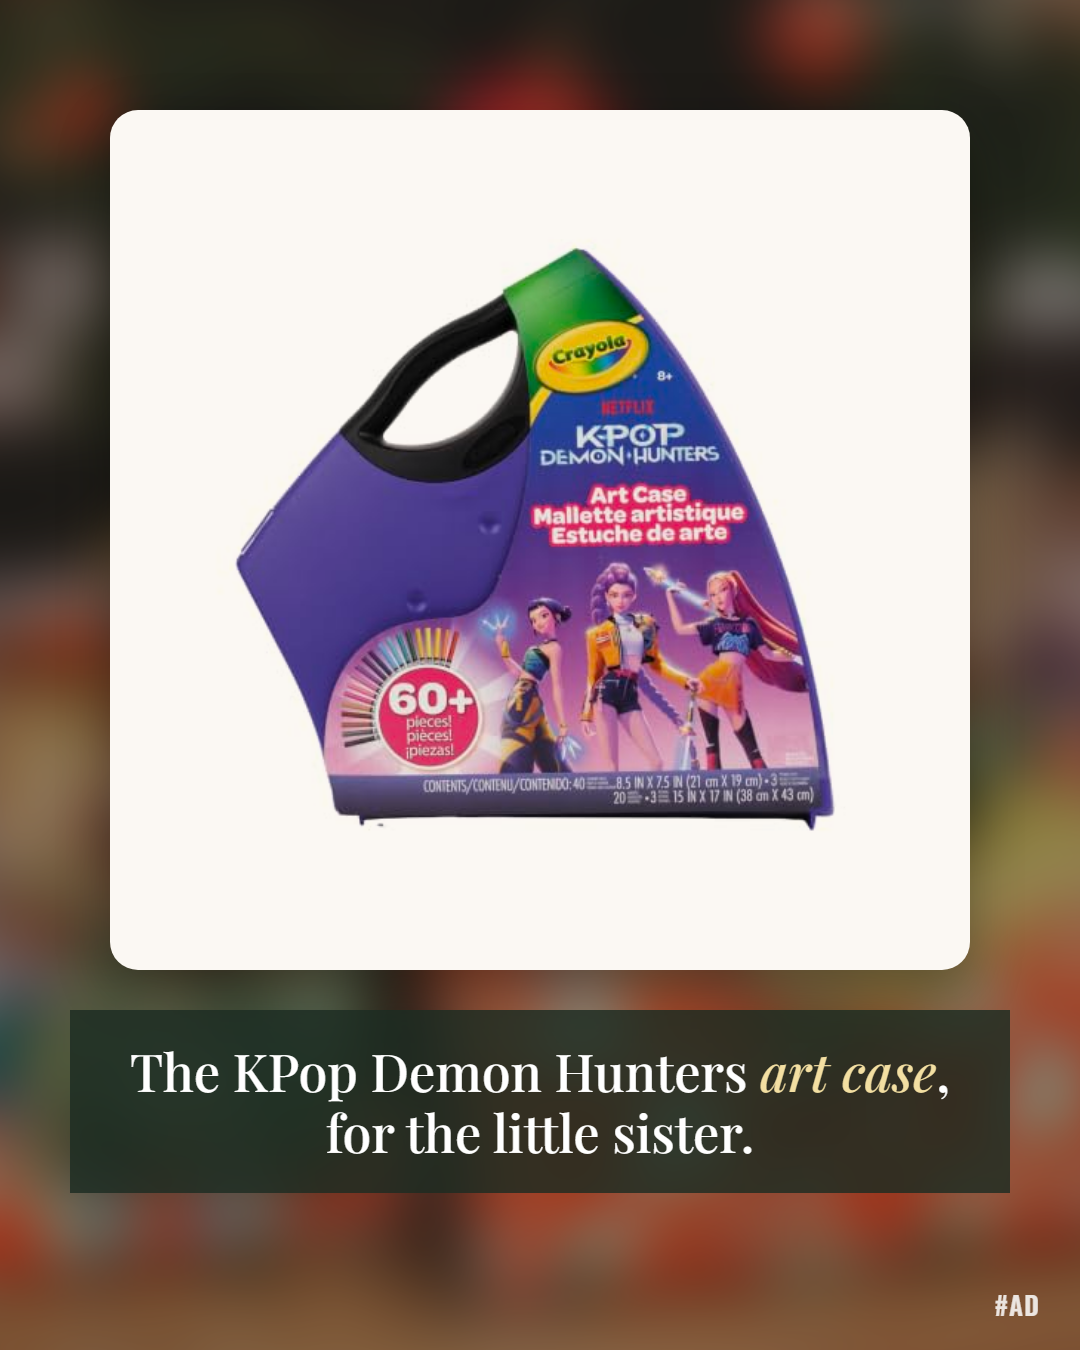 Crayola
8+
NETFLIX
K-POP
DEMON HUNTERS
Art Case
Mallette artistique
Estuche de arte
60+
pieces!
pièces!
¡piezas!
CONTENTS/CONTENU/CONTENIDO: 40 8.5 IN X 7.5 IN (21 cm X 19 cm) • 3
20 • 3 15 IN X 17 IN (38 cm X 43 cm)
The KPop Demon Hunters art case,
for the little sister.
#AD